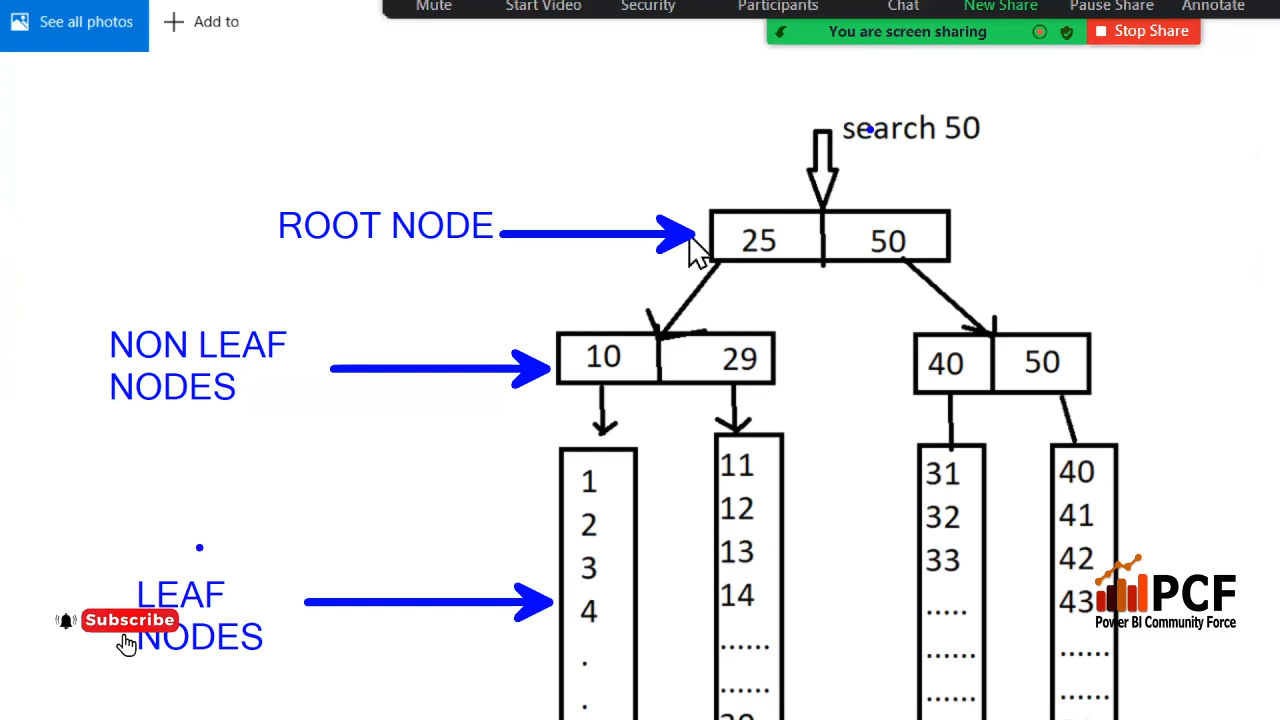 See all photos
Add to
Mute Start Video Security Participants Chat New Share Pause Share Annotate
You are screen sharing
Stop Share
search 50
ROOT NODE
25 50
NON LEAF
NODES
10 29
40 50
1
2
3
4
.
.
11
12
13
14
......
......
31
32
33
.....
......
......
40
41
42
43
......
......
LEAF
NODES
Subscribe
PCF
Power BI Community Force